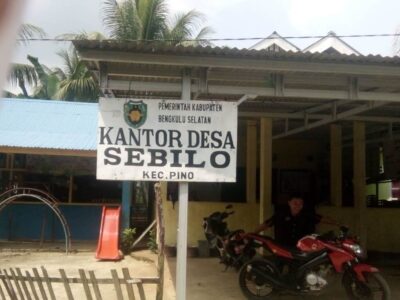 PEMERINTAH KABUPATEN
BENGKULU SELATAN
KANTOR DESA
SEBILO
KEC.PINO